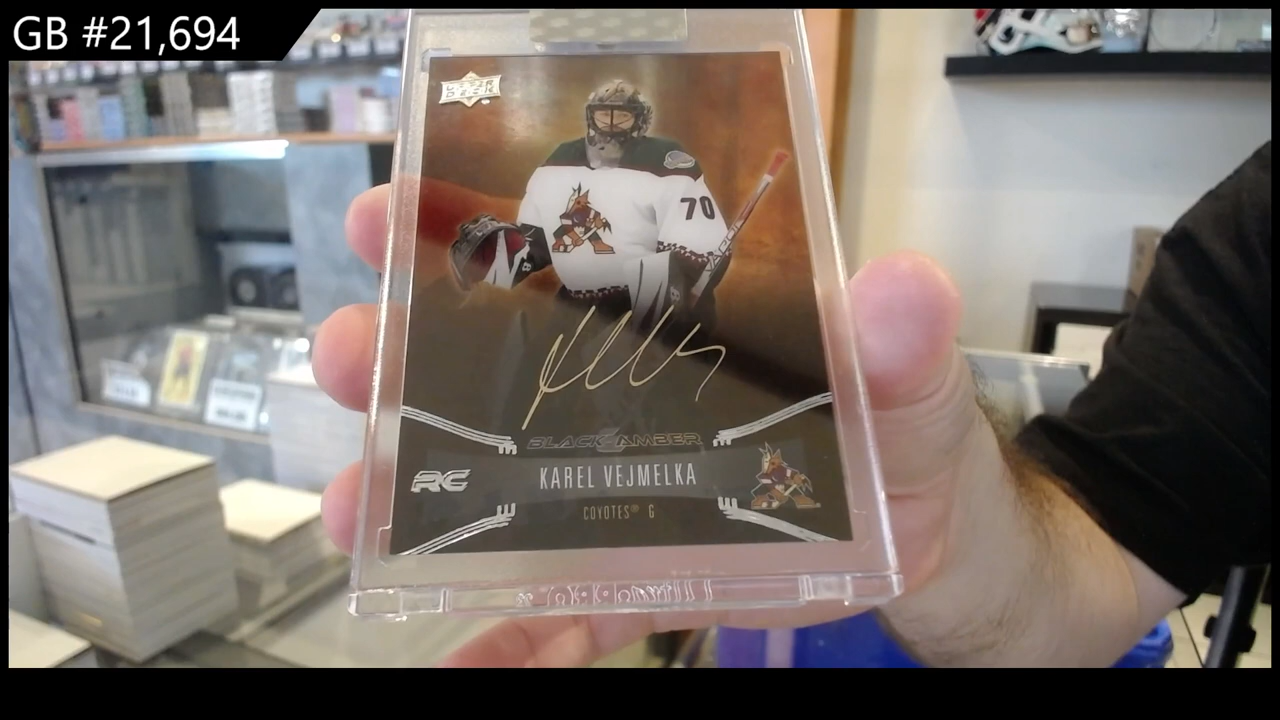 GB #21,694
UPPER
DECK
70
BLACK AMBER
RC
KAREL VEJMELKA
COYOTES® G